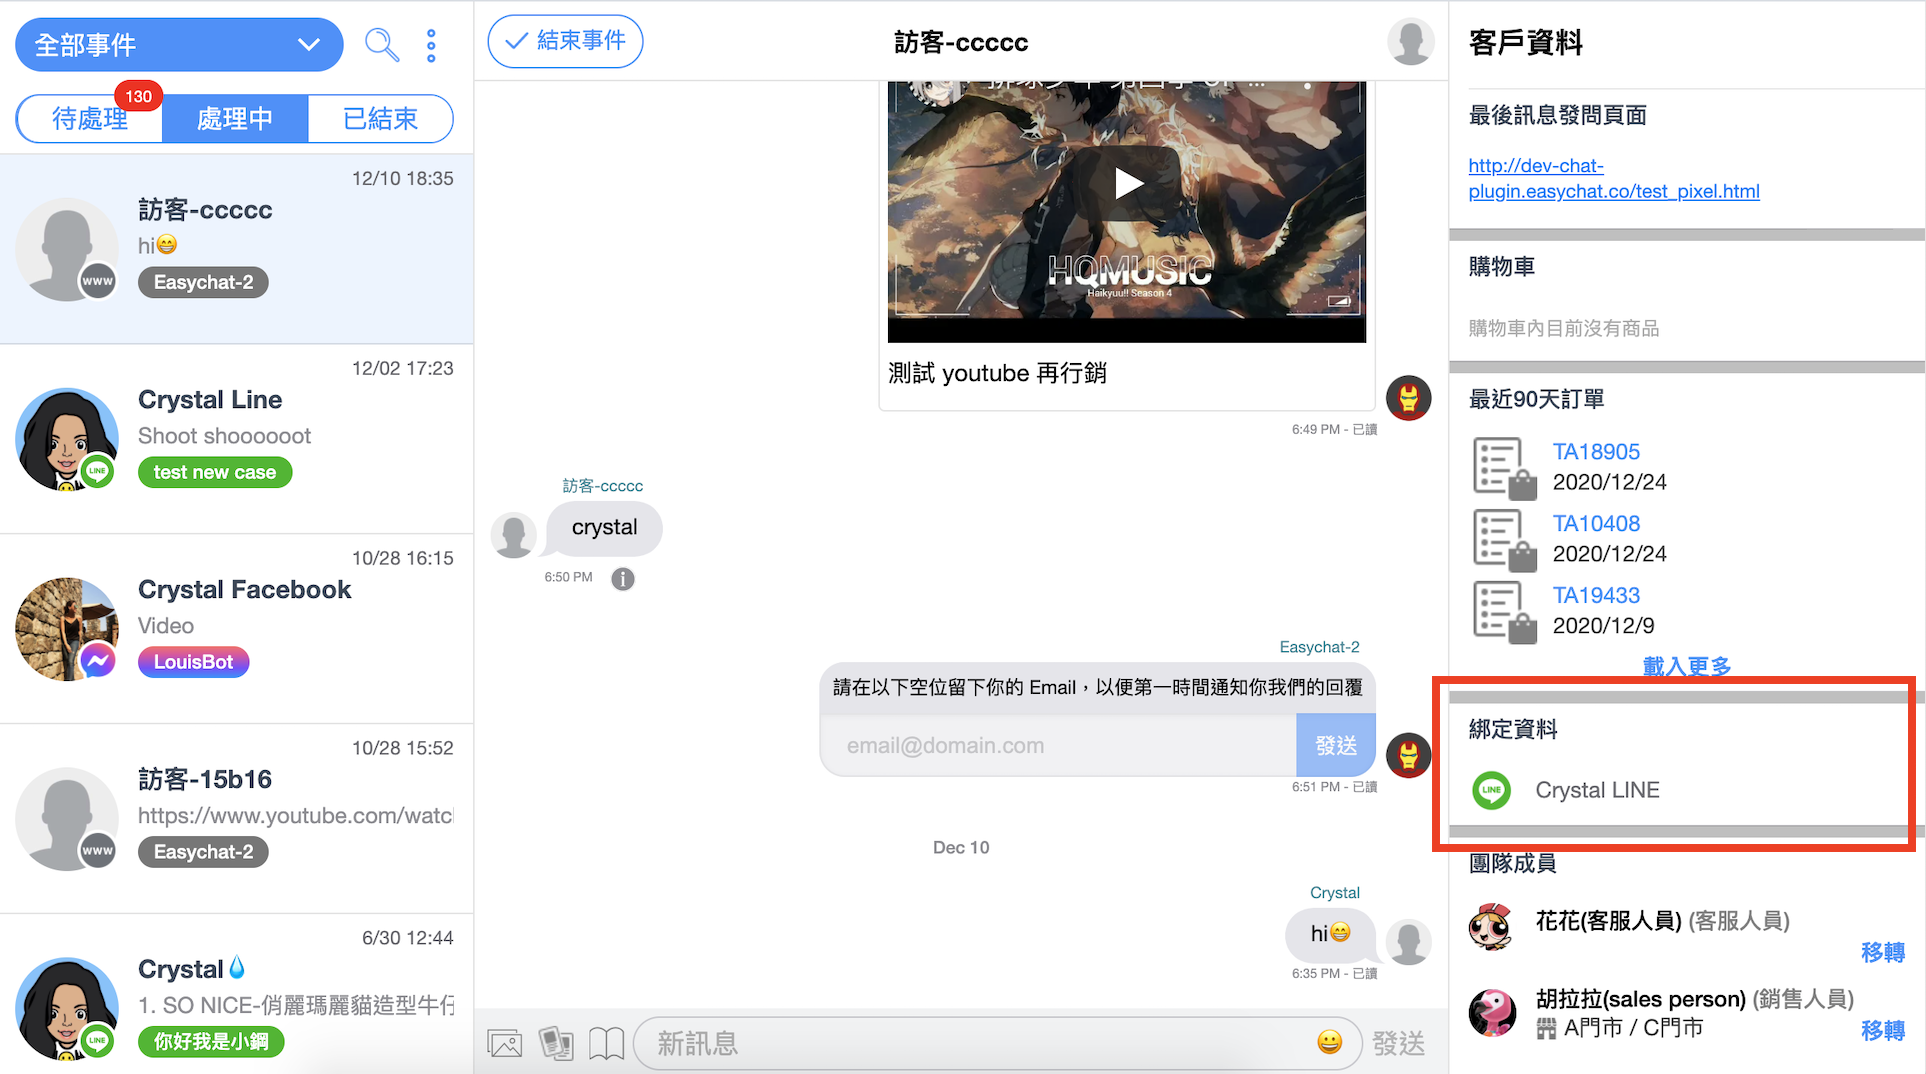 全部事件
待處理
130
處理中
已結束
12/10 18:35
訪客-ccccc
hi😁
www
Easychat-2
12/02 17:23
Crystal Line
Shoot shoooooot
LINE
test new case
10/28 16:15
Crystal Facebook
Video
LouisBot
10/28 15:52
訪客-15b16
https://www.youtube.com/watcl
www
Easychat-2
6/30 12:44
Crystal💧
1. SO NICE-俏麗瑪麗貓造型牛仔
LINE
你好我是小鋼
結束事件
訪客-ccccc
HQMUSIC
Haikyuu!! Season 4
測試 youtube 再行銷
6:49 PM - 已讀
訪客-ccccc
crystal
6:50 PM
i
Easychat-2
請在以下空位留下你的 Email，以便第一時間通知你我們的回覆
email@domain.com
發送
6:51 PM - 已讀
Dec 10
Crystal
hi😁
6:35 PM - 已讀
新訊息
發送
客戶資料
最後訊息發問頁面
http://dev-chat-
plugin.easychat.co/test_pixel.html
購物車
購物車內目前沒有商品
最近90天訂單
TA18905
2020/12/24
TA10408
2020/12/24
TA19433
2020/12/9
載入更多
綁定資料
LINE
Crystal LINE
團隊成員
花花(客服人員) (客服人員)
移轉
胡拉拉(sales person) (銷售人員)
A門市 / C門市
移轉